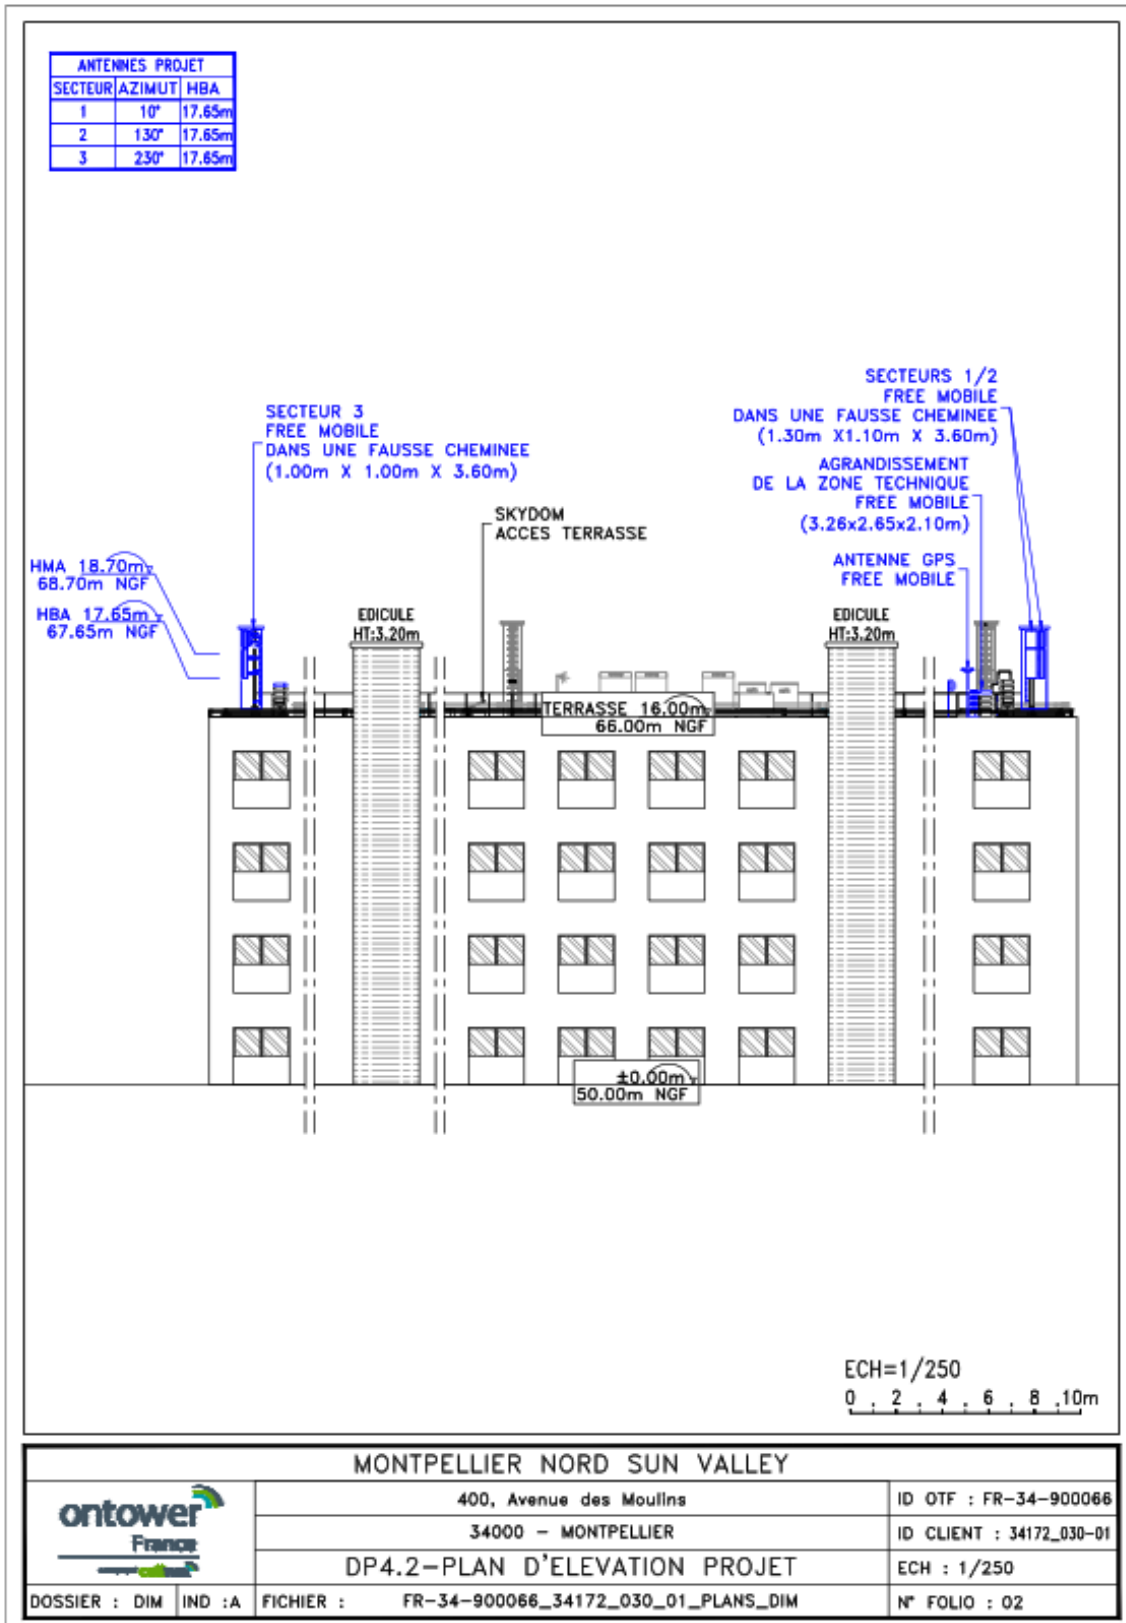 ANTENNES PROJET
SECTEUR AZIMUT HBA
1 10° 17.65m
2 130° 17.65m
3 230° 17.65m
SECTEURS 1/2
FREE MOBILE
DANS UNE FAUSSE CHEMINEE
(1.30m X1.10m X 3.60m)
SECTEUR 3
FREE MOBILE
DANS UNE FAUSSE CHEMINEE
(1.00m X 1.00m X 3.60m)
AGRANDISSEMENT
DE LA ZONE TECHNIQUE
FREE MOBILE
(3.26x2.65x2.10m)
SKYDOM
ACCES TERRASSE
ANTENNE GPS
FREE MOBILE
HMA 18.70m
68.70m NGF
HBA 17.65m
67.65m NGF
EDICULE
HT:3.20m
EDICULE
HT:3.20m
TERRASSE 16.00m
66.00m NGF
±0.00m
50.00m NGF
ECH=1/250
0 2 4 6 8 10m
MONTPELLIER NORD SUN VALLEY
ontower
France
400, Avenue des Moulins
ID OTF : FR-34-900066
34000 - MONTPELLIER
ID CLIENT : 34172_030-01
DP4.2-PLAN D'ELEVATION PROJET
ECH : 1/250
DOSSIER : DIM IND :A FICHIER : FR-34-900066_34172_030_01_PLANS_DIM
N° FOLIO : 02